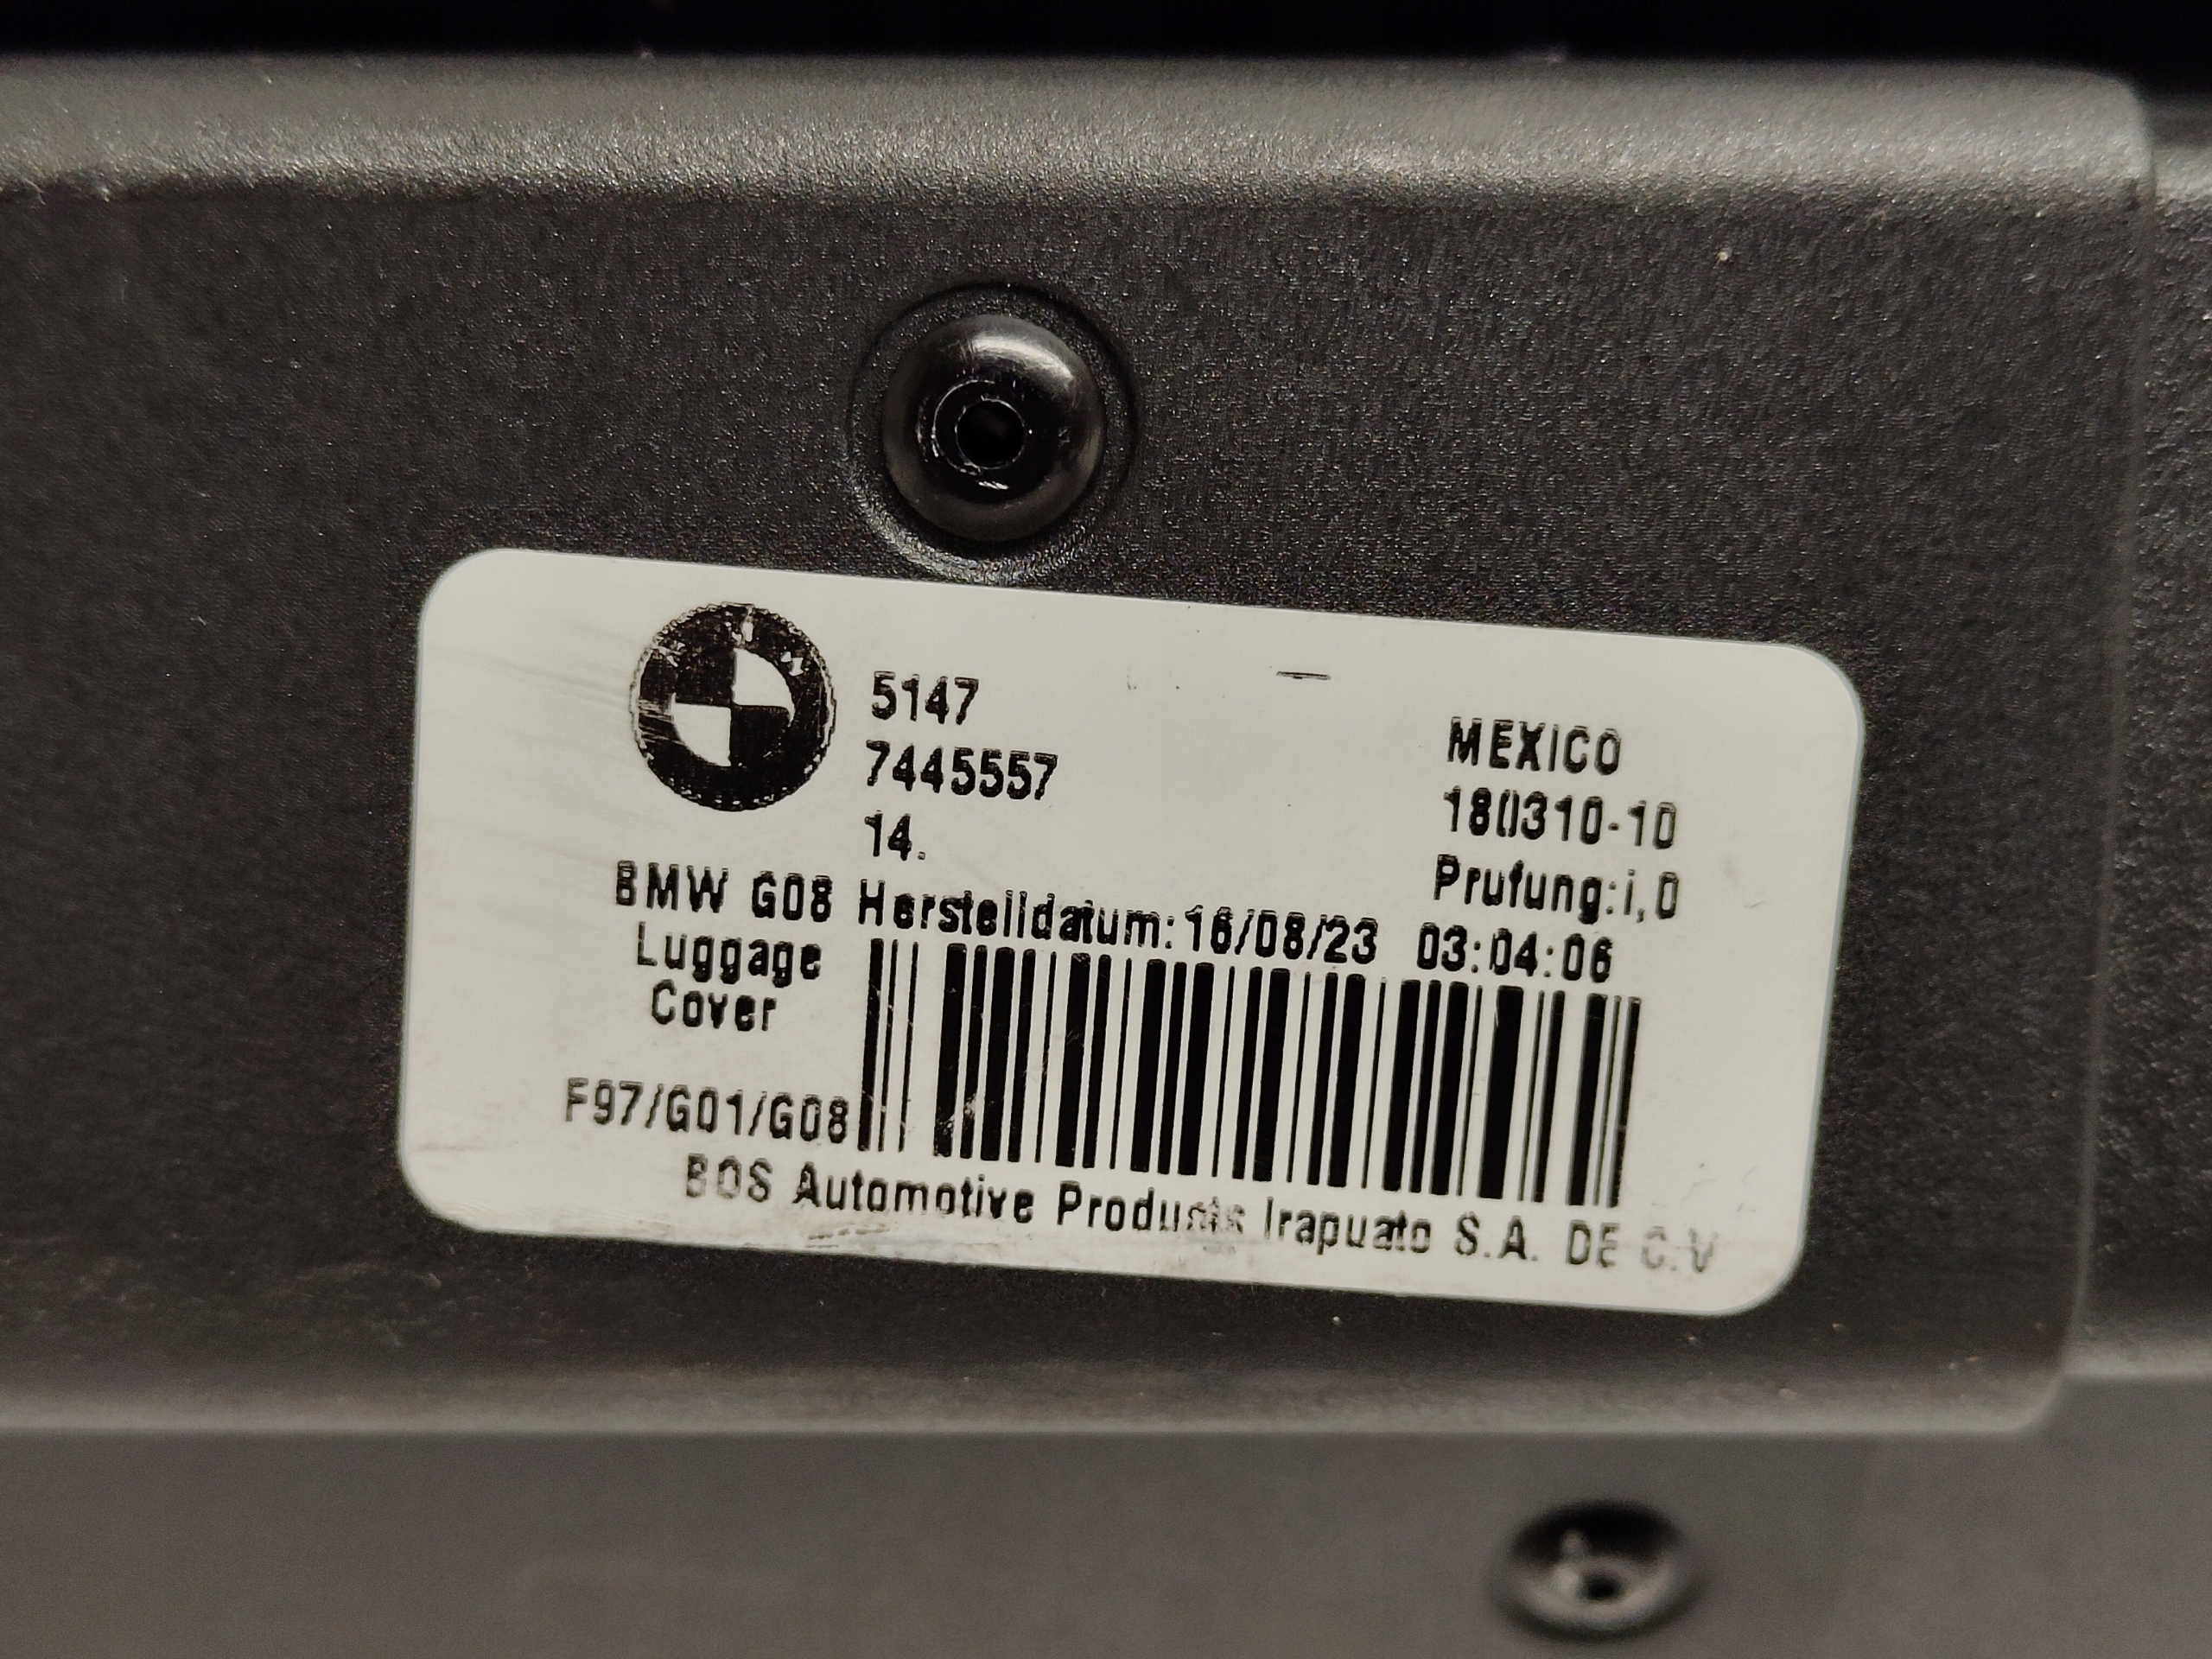 5147
7445557
14.
MEXICO
180310-10
Prufung:i,0
BMW G08 Herstelldatum:16/08/23 03:04:06
Luggage
Cover
F97/G01/G08
BOS Automotive Products Irapuato S.A. DE C.V